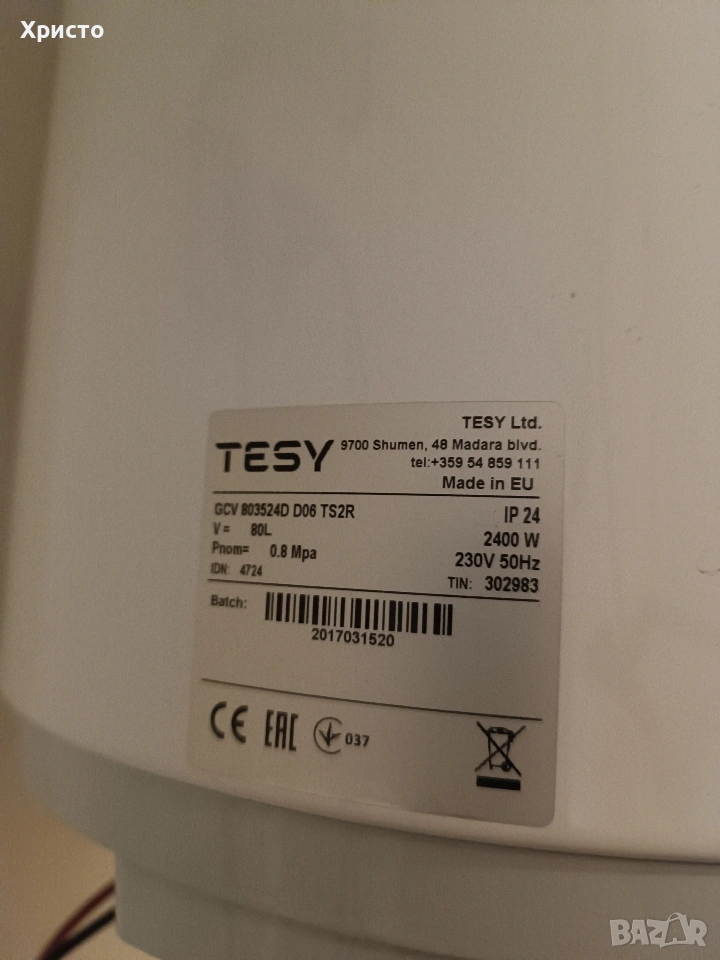 Христо
TESY Ltd.
TESY 9700 Shumen, 48 Madara blvd.
tel:+359 54 859 111
Made in EU
GCV 803524D D06 TS2R IP 24
V= 80L 2400 W
Pnom= 0.8 Mpa 230V 50Hz
IDN: 4724 TIN: 302983
Batch:
2017031520
CE EAC 037
BAZAR